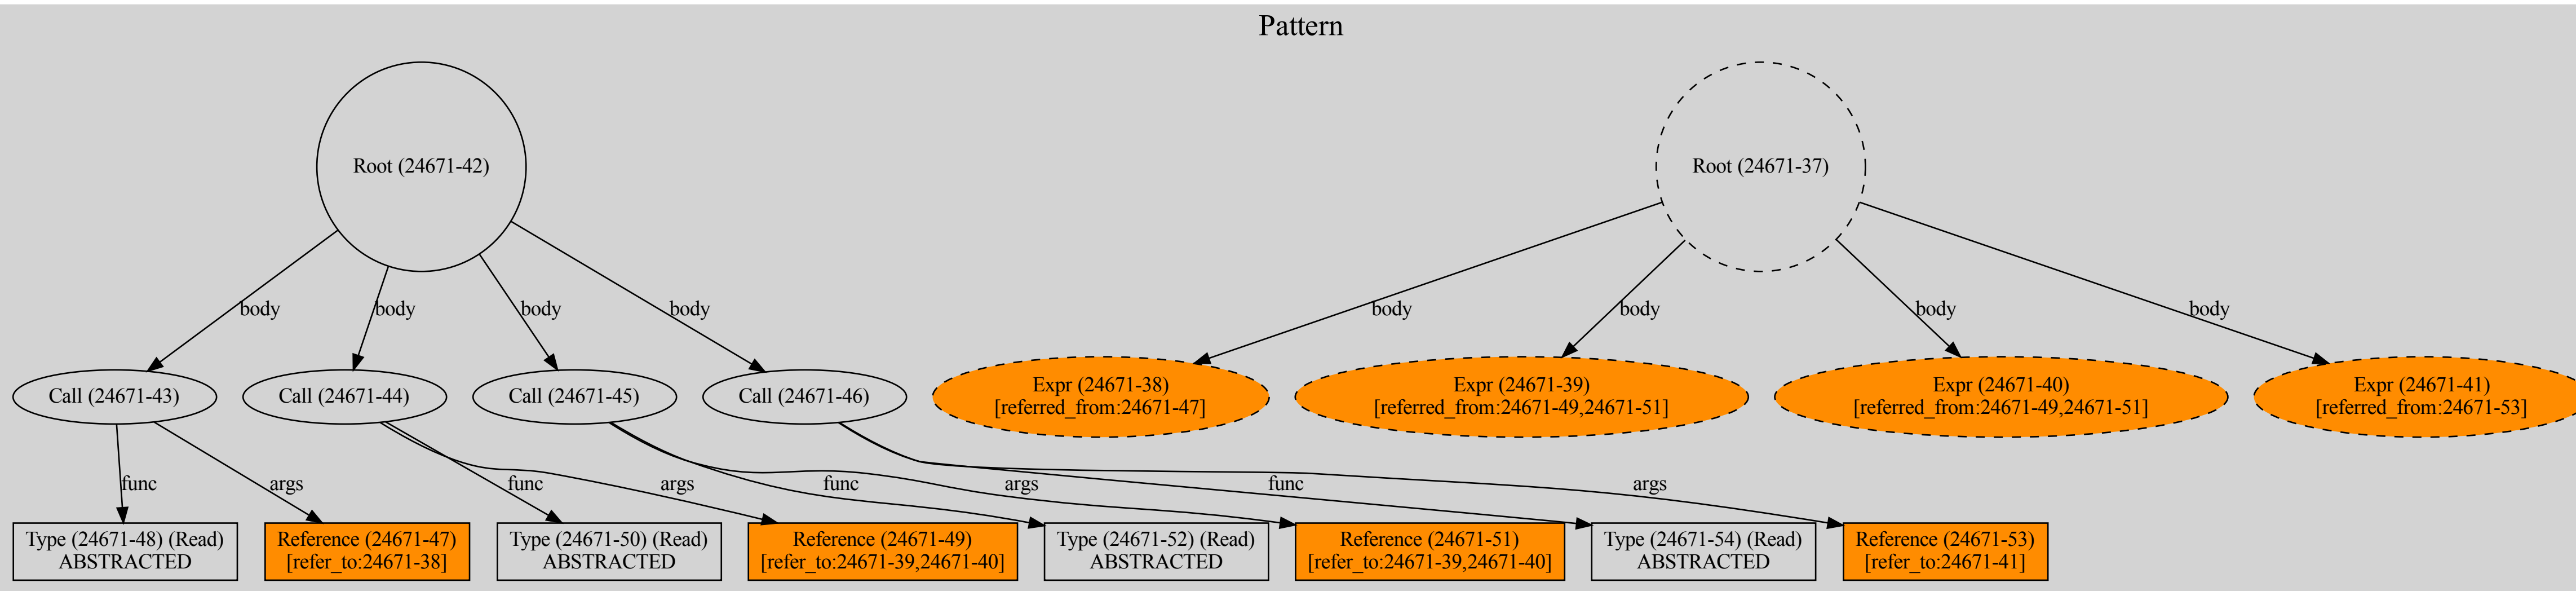 Pattern
Root (24671-42)
Root (24671-37)
body
body
body
body
body
body
body
body
Call (24671-43)
Call (24671-44)
Call (24671-45)
Call (24671-46)
Expr (24671-38)
[referred_from:24671-47]
Expr (24671-39)
[referred_from:24671-49,24671-51]
Expr (24671-40)
[referred_from:24671-49,24671-51]
Expr (24671-41)
[referred_from:24671-53]
func
args
func
args
func
args
func
args
Type (24671-48) (Read)
ABSTRACTED
Reference (24671-47)
[refer_to:24671-38]
Type (24671-50) (Read)
ABSTRACTED
Reference (24671-49)
[refer_to:24671-39,24671-40]
Type (24671-52) (Read)
ABSTRACTED
Reference (24671-51)
[refer_to:24671-39,24671-40]
Type (24671-54) (Read)
ABSTRACTED
Reference (24671-53)
[refer_to:24671-41]